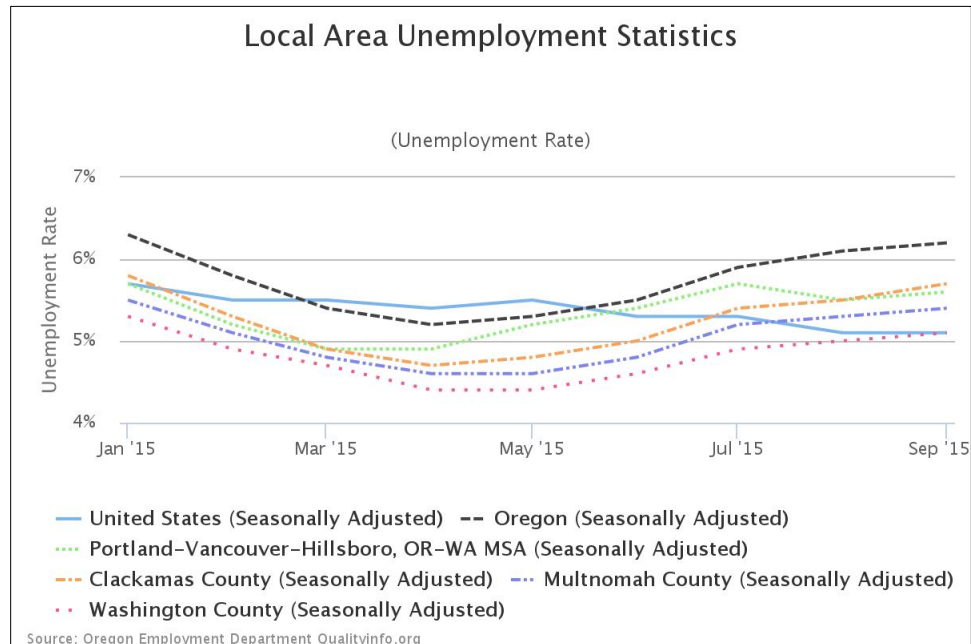 Local Area Unemployment Statistics
(Unemployment Rate)
Unemployment Rate
7%
6%
5%
4%
Jan '15 Mar '15 May '15 Jul '15 Sep '15
United States (Seasonally Adjusted) Oregon (Seasonally Adjusted)
Portland-Vancouver-Hillsboro, OR-WA MSA (Seasonally Adjusted)
Clackamas County (Seasonally Adjusted) Multnomah County (Seasonally Adjusted)
Washington County (Seasonally Adjusted)
Source: Oregon Employment Department Qualityinfo.org